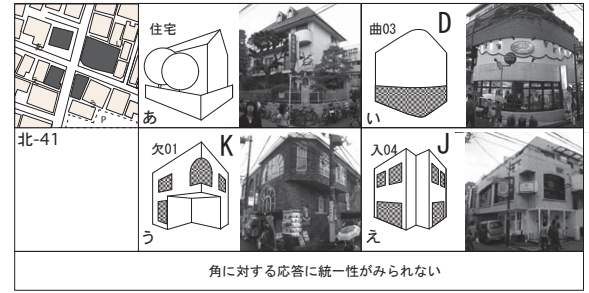 住宅
あ
曲03 D
い
P
北-41
欠01 K
う
入04 J
え
角に対する応答に統一性がみられない